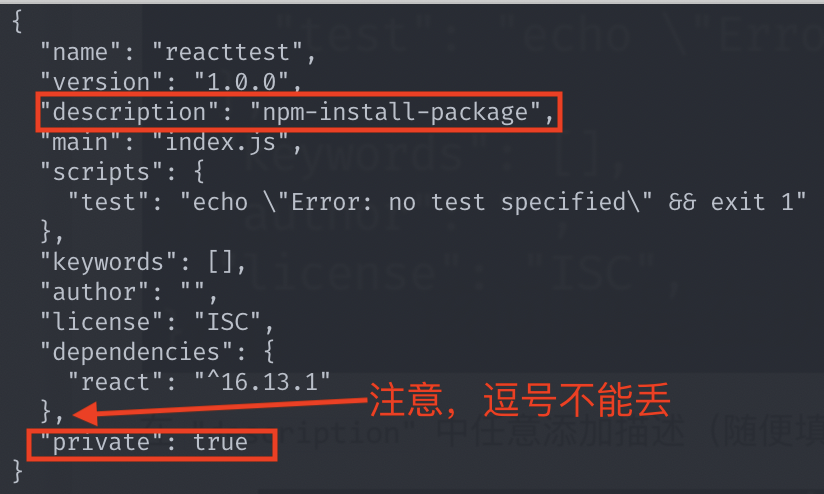 {
"name": "reacttest",
"version": "1.0.0",
"description": "npm-install-package",
"main": "index.js",
"scripts": {
"test": "echo \"Error: no test specified\" && exit 1"
},
"keywords": [],
"author": "",
"license": "ISC",
"dependencies": {
"react": "^16.13.1"
},
注意，逗号不能丢
"private": true
}